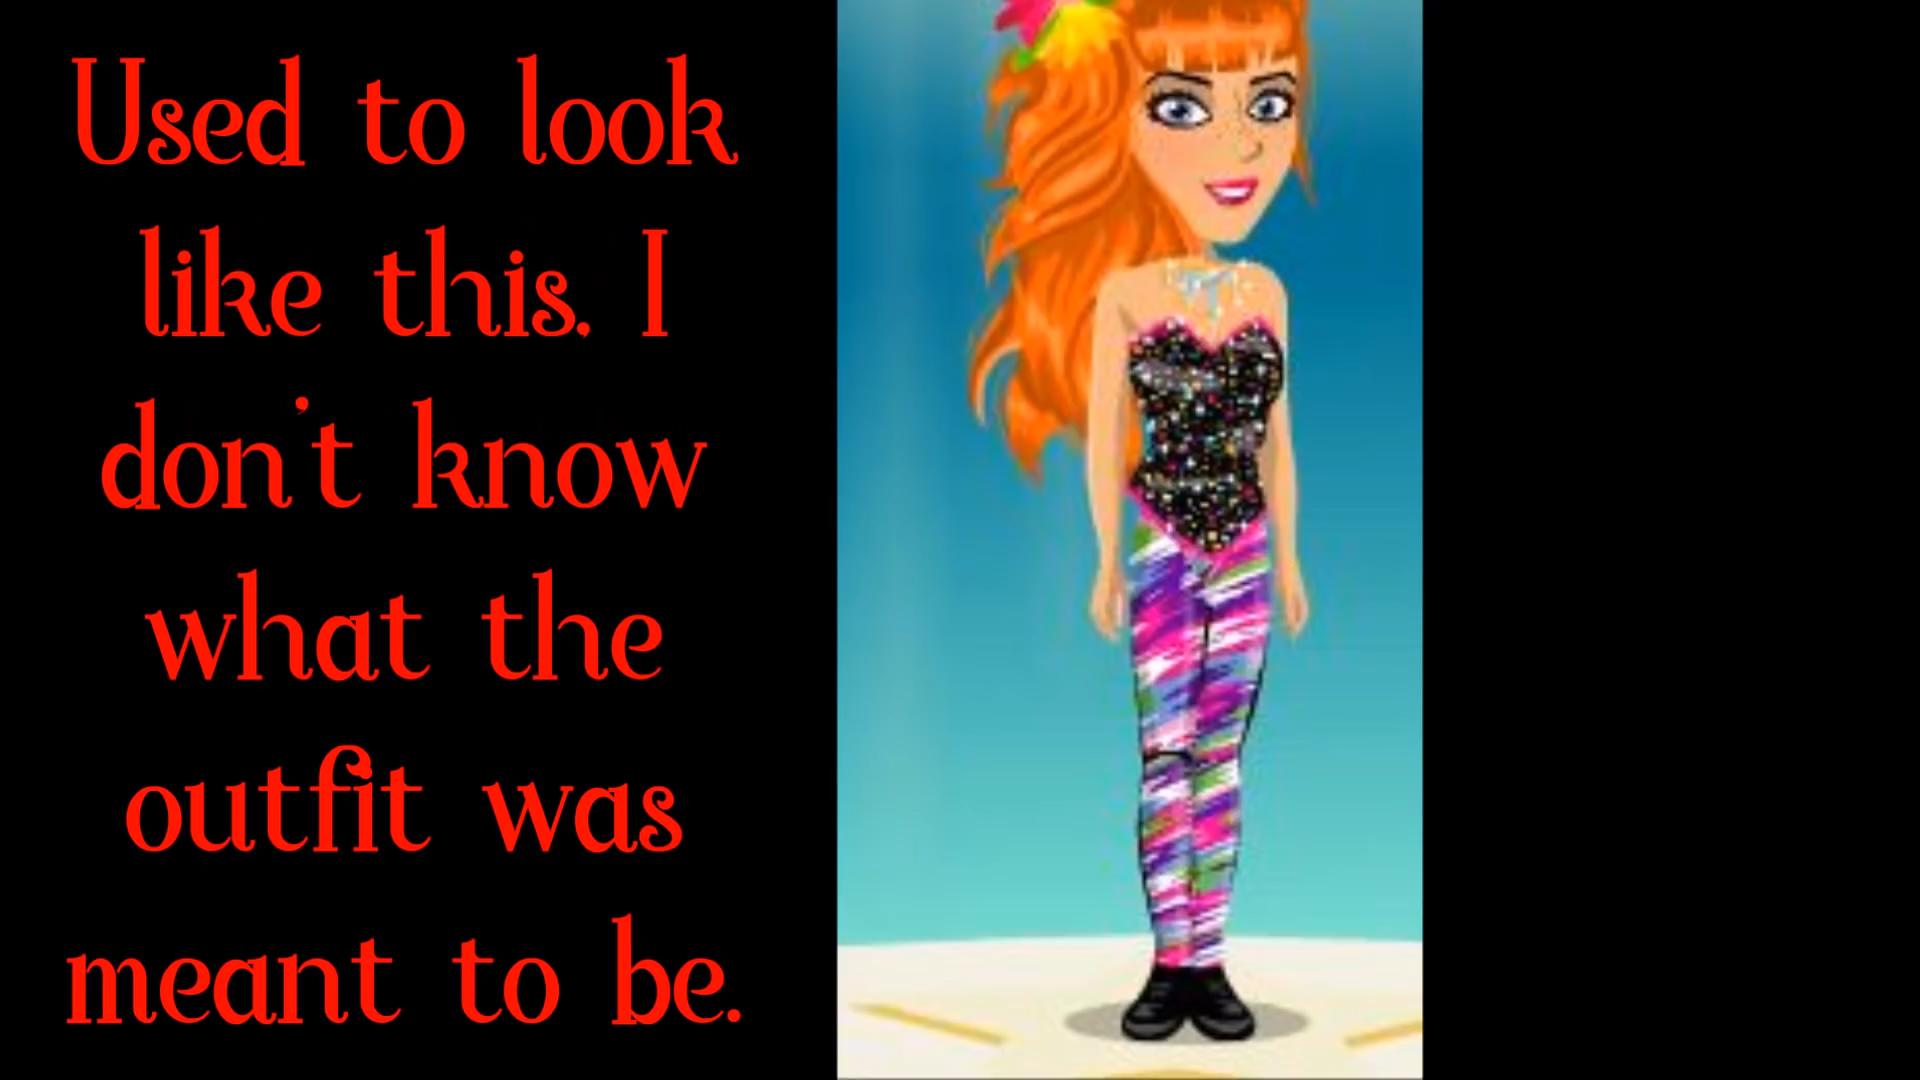 Used to look
like this. I
don't know
what the
outfit was
meant to be.